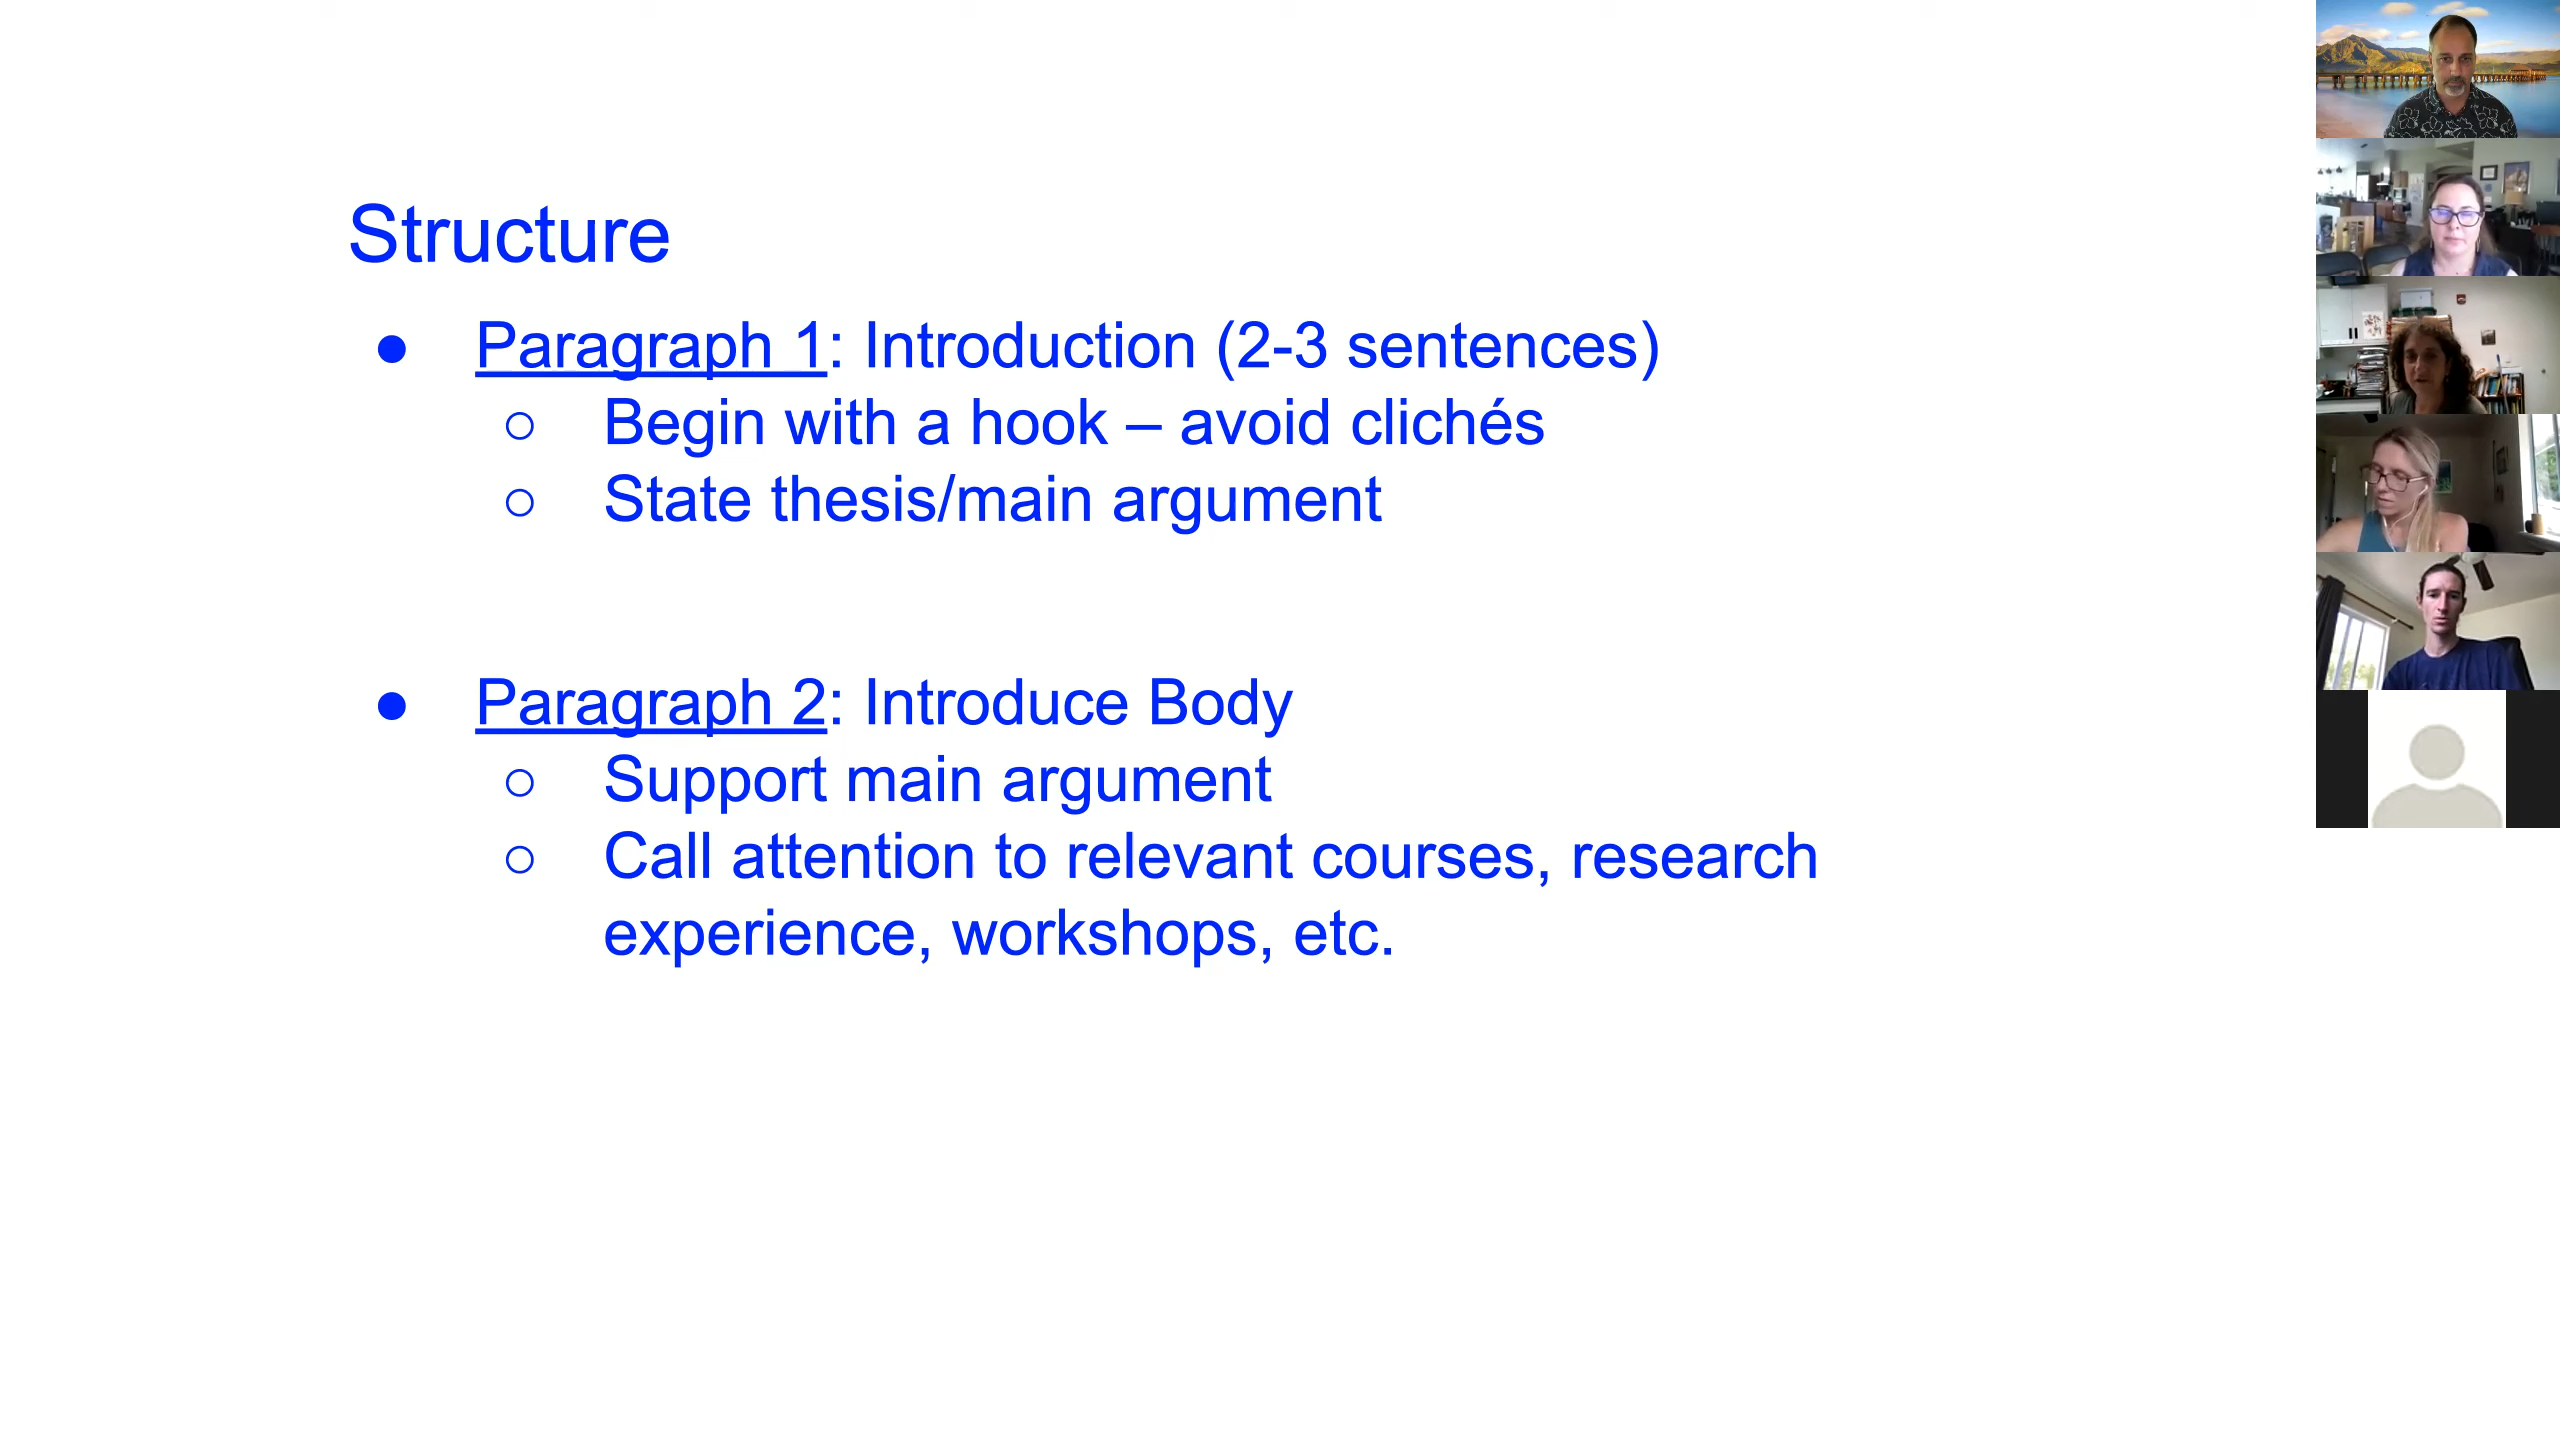 Structure
● Paragraph 1: Introduction (2-3 sentences)
○ Begin with a hook – avoid clichés
○ State thesis/main argument
● Paragraph 2: Introduce Body
○ Support main argument
○ Call attention to relevant courses, research
experience, workshops, etc.